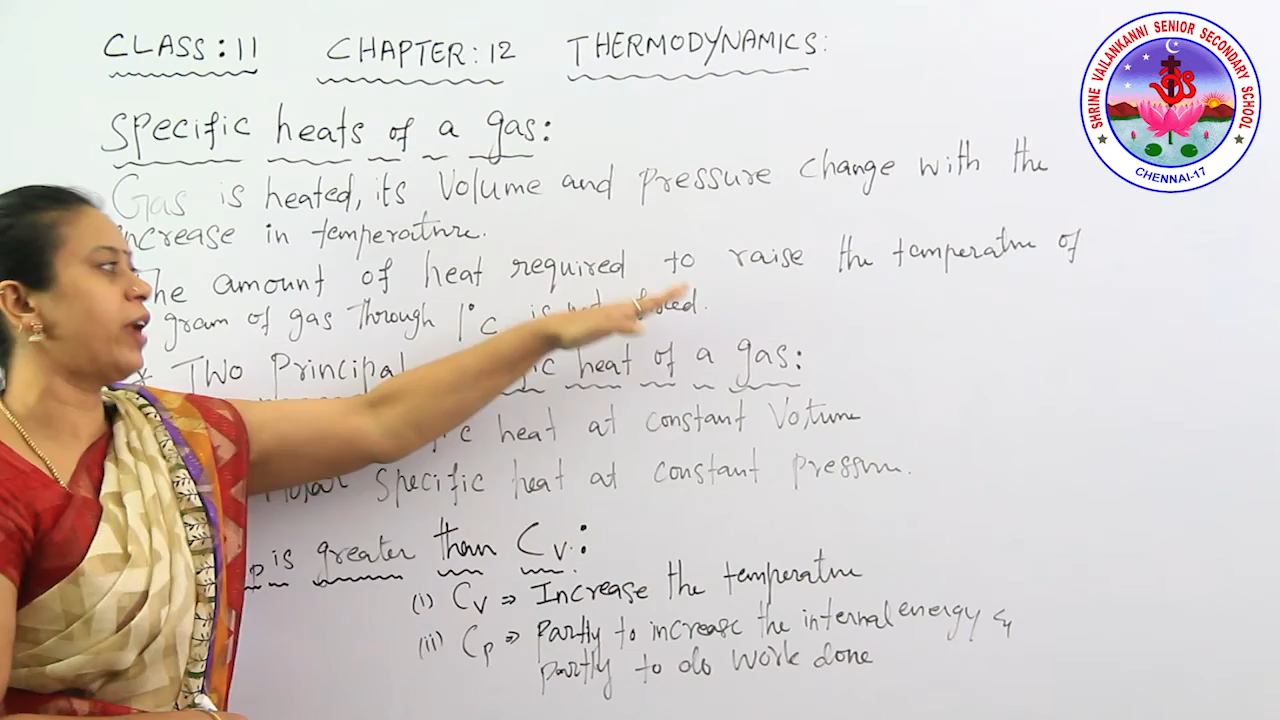 CLASS: 11 CHAPTER: 12 THERMODYNAMICS:
Specific heats of a gas:
Gas is heated, its Volume and pressure change with the
increase in temperature.
The amount of heat required to raise the temperature of
gram of gas through 1°C is not
* TWO Principal heat of a gas:
heat at constant Volume
Molar Specific heat at constant pressure.
p is greater than Cv:
(i) Cv ⇒ Increase the temperature
(ii) Cp ⇒ partly to increase the internal energy &
partly to do work done
SHRINE VAILANKANNI SENIOR SECONDARY SCHOOL
CHENNAI-17